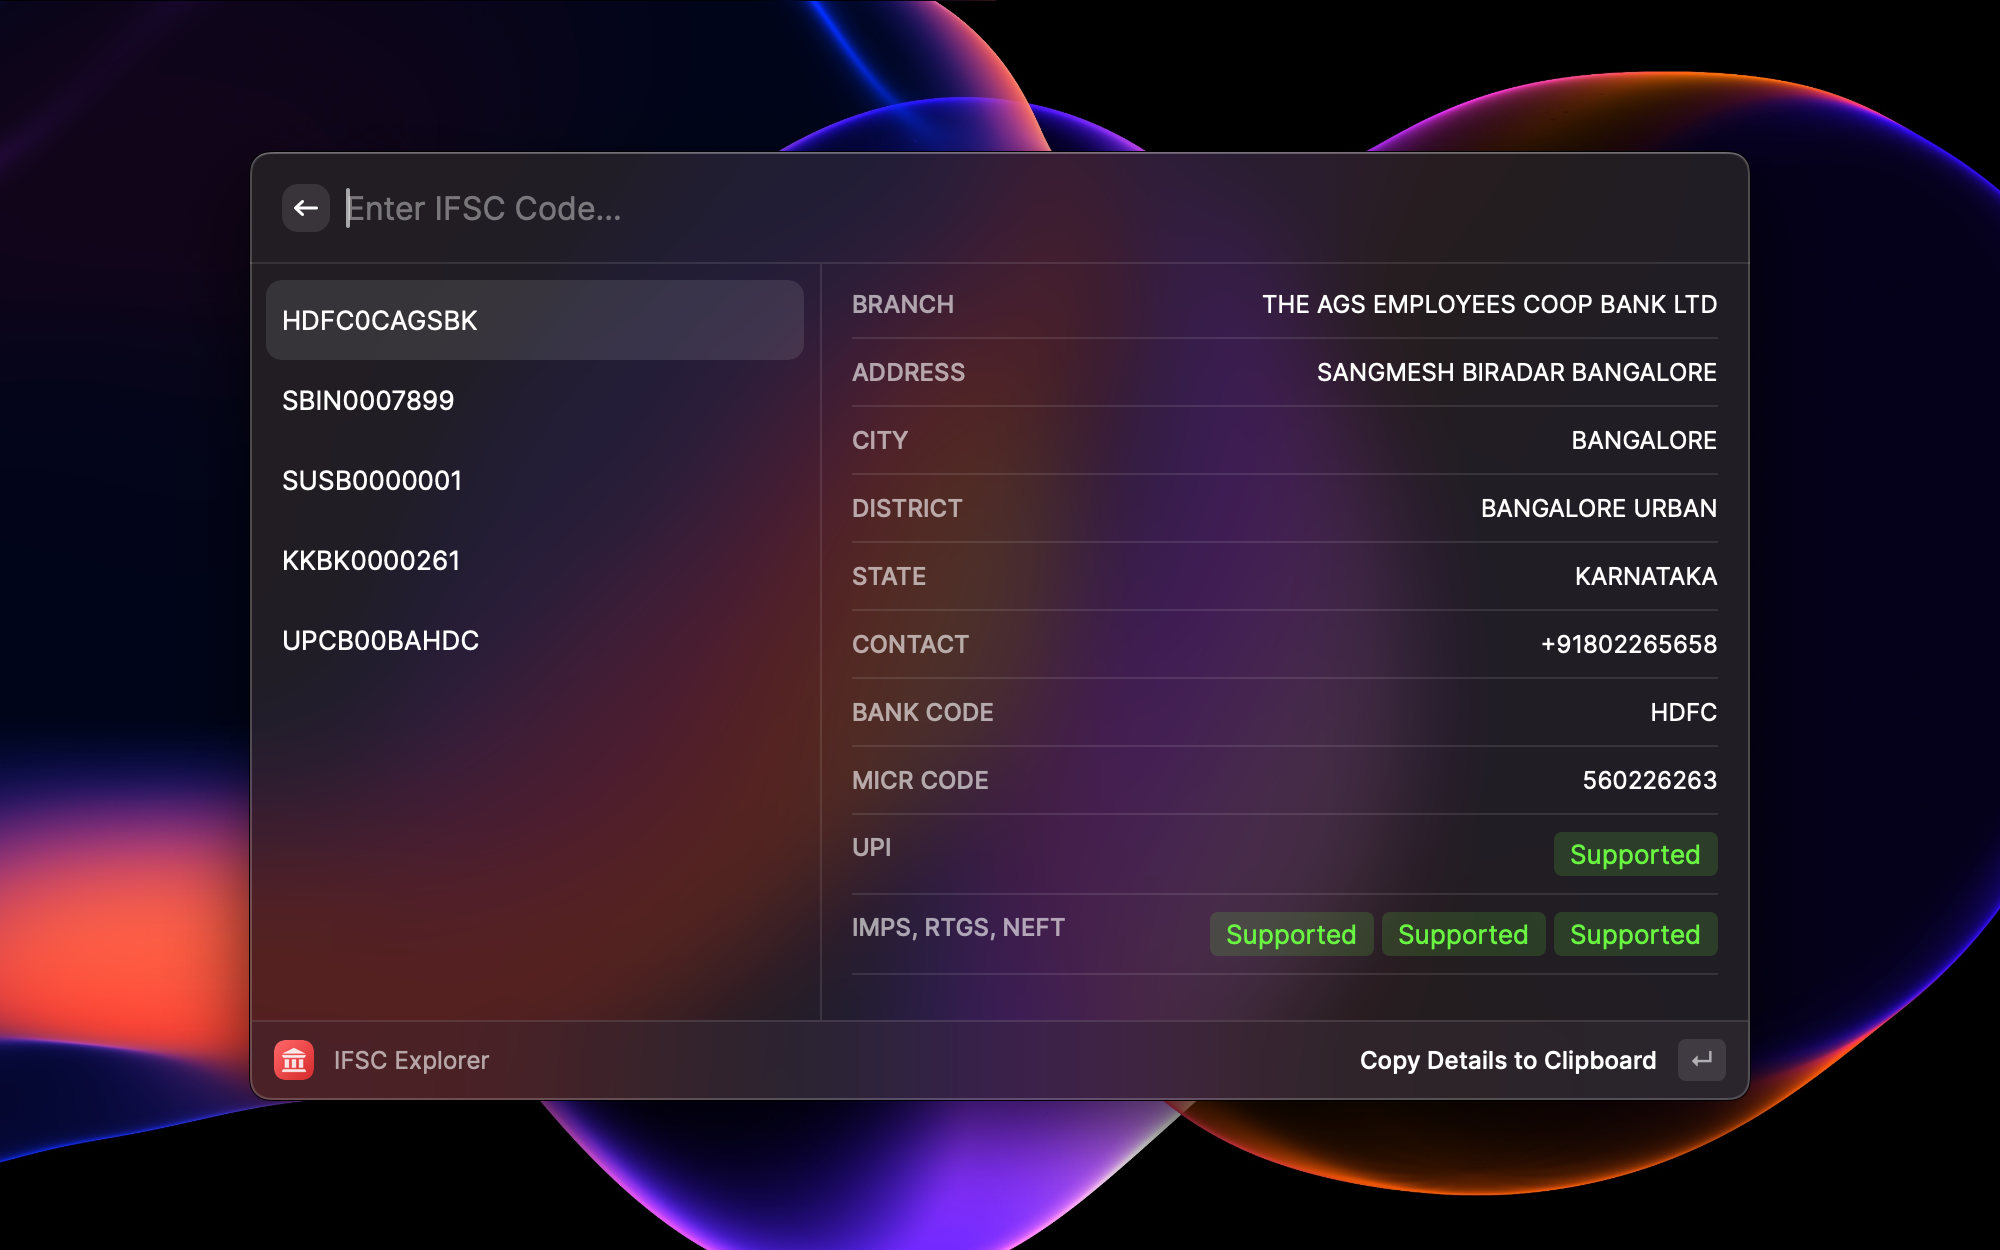 Enter IFSC Code...
HDFC0CAGSBK
SBIN0007899
SUSB0000001
KKBK0000261
UPCB00BAHDC
BRANCH THE AGS EMPLOYEES COOP BANK LTD
ADDRESS SANGMESH BIRADAR BANGALORE
CITY BANGALORE
DISTRICT BANGALORE URBAN
STATE KARNATAKA
CONTACT +91802265658
BANK CODE HDFC
MICR CODE 560226263
UPI Supported
IMPS, RTGS, NEFT Supported Supported Supported
IFSC Explorer Copy Details to Clipboard